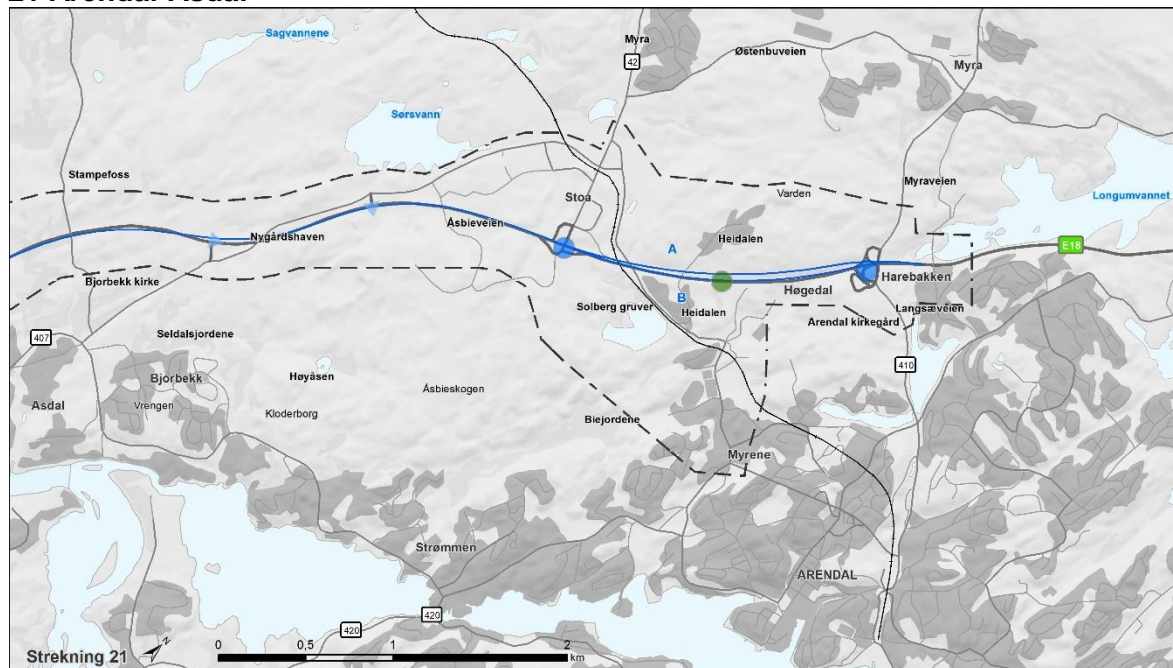 Sagvannene
Myra
42
Østenbuveien
Myra
Sørsvann
Stampefoss
Stoa
Varden
Myraveien
Longumvannet
Nygårdshaven
Åsbieveien
A
Heidalen
E18
Bjorbekk kirke
Harebakken
Høgedal
B
Solberg gruver
Heidalen
Langsæveien
Arendal kirkegård
Seldalsjordene
407
410
Høyåsen
Bjorbekk
Åsbieskogen
Asdal
Vrengen
Kloderborg
Biejordene
Myrene
Strømmen
ARENDAL
420
420
0
0,5
1
2
km
Strekning 21
N